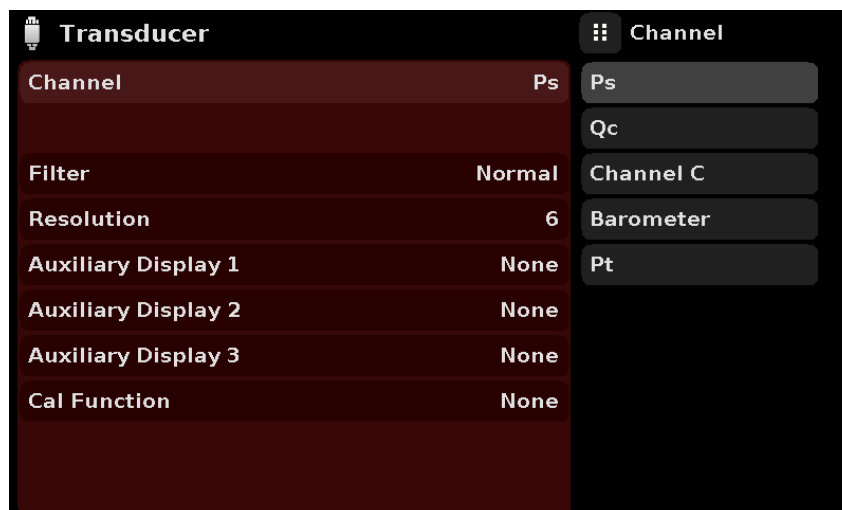 Transducer
Channel Ps
Filter Normal
Resolution 6
Auxiliary Display 1 None
Auxiliary Display 2 None
Auxiliary Display 3 None
Cal Function None
Channel
Ps
Qc
Channel C
Barometer
Pt